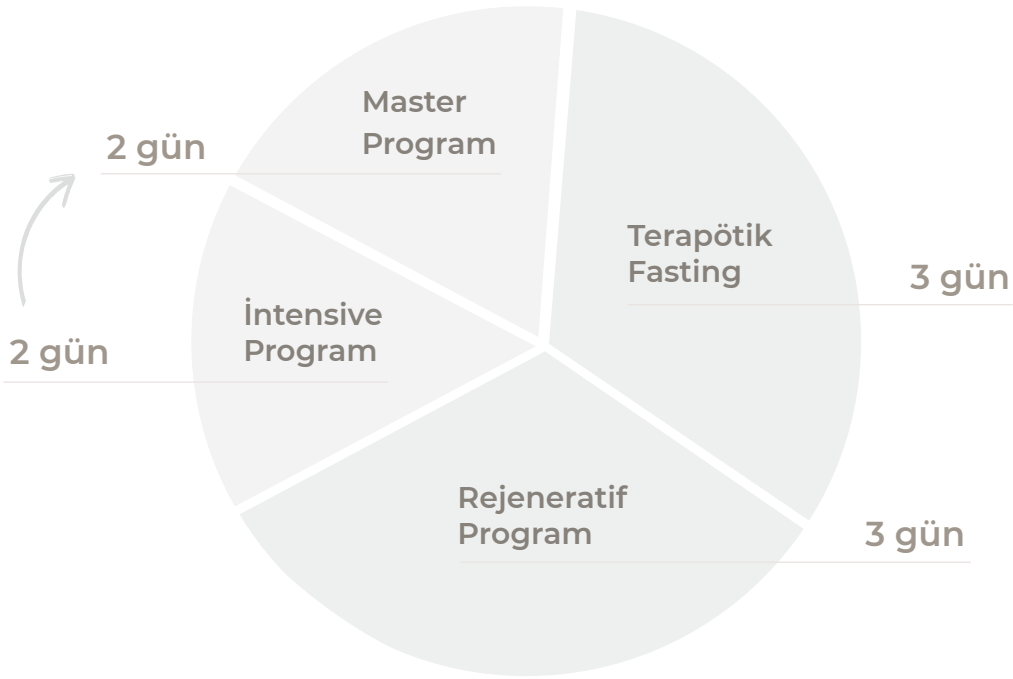 Master
Program
2 gün
Terapötik
Fasting
3 gün
İntensive
Program
2 gün
Rejeneratif
Program
3 gün